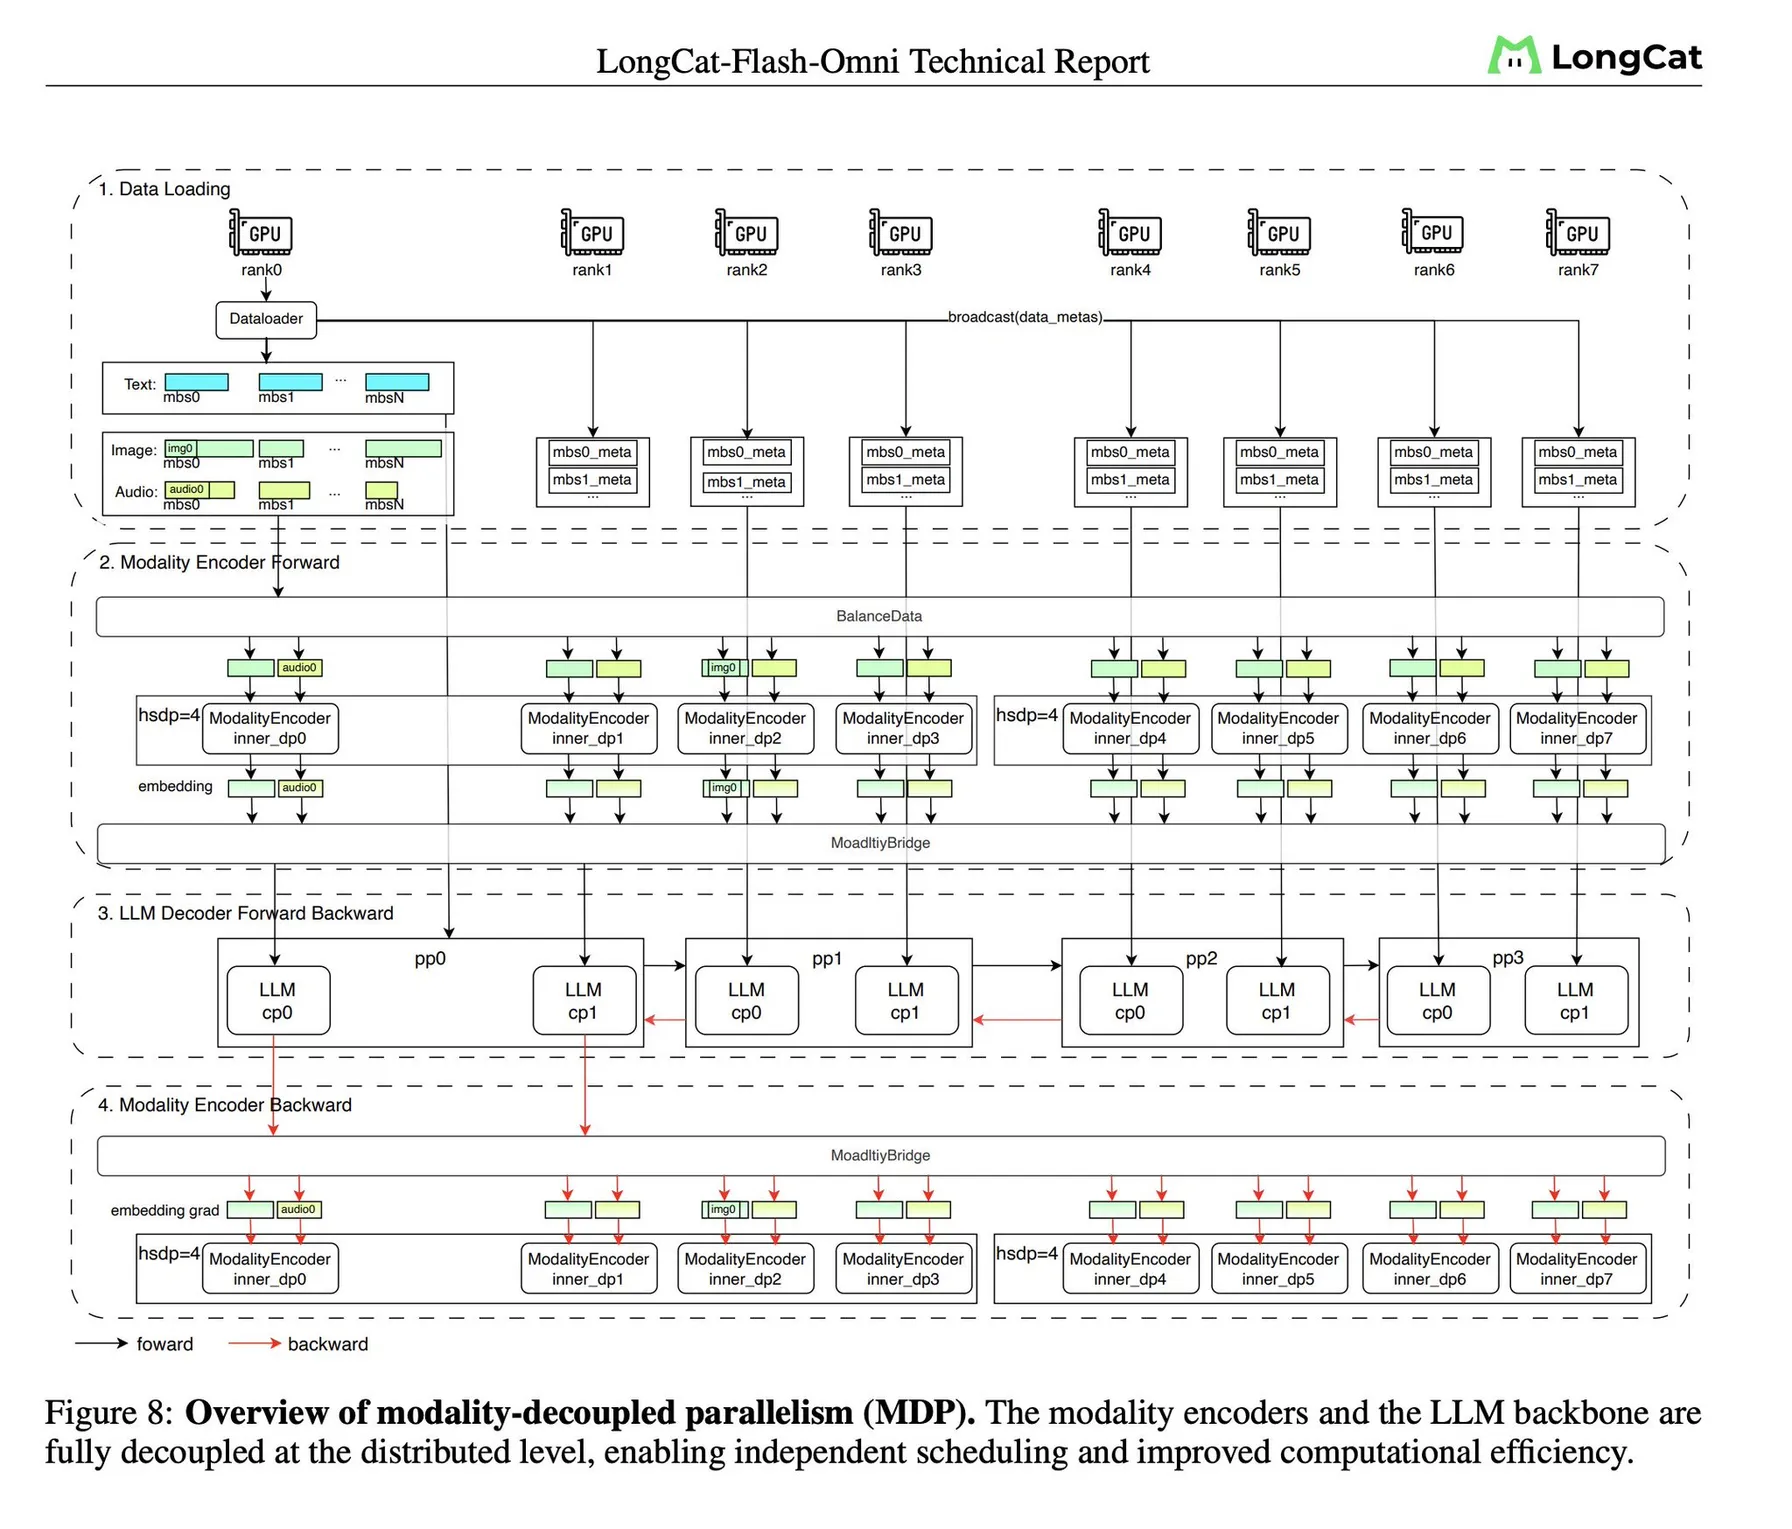 LongCat-Flash-Omni Technical Report
LongCat
1. Data Loading
GPU GPU GPU GPU GPU GPU GPU GPU
rank0 rank1 rank2 rank3 rank4 rank5 rank6 rank7
Dataloader
broadcast(data_metas)
Text:
mbs0 mbs1 ... mbsN
Image: img0
mbs0 mbs1 ... mbsN
Audio: audio0
mbs0 mbs1 ... mbsN
mbs0_meta mbs0_meta mbs0_meta mbs0_meta mbs0_meta mbs0_meta mbs0_meta
mbs1_meta mbs1_meta mbs1_meta mbs1_meta mbs1_meta mbs1_meta mbs1_meta
... ... ... ... ... ... ...
2. Modality Encoder Forward
BalanceData
audio0 img0
hsdp=4 ModalityEncoder ModalityEncoder ModalityEncoder ModalityEncoder hsdp=4 ModalityEncoder ModalityEncoder ModalityEncoder ModalityEncoder
inner_dp0 inner_dp1 inner_dp2 inner_dp3 inner_dp4 inner_dp5 inner_dp6 inner_dp7
embedding audio0 img0
MoadltiyBridge
3. LLM Decoder Forward Backward
pp0 pp1 pp2 pp3
LLM LLM LLM LLM LLM LLM LLM LLM
cp0 cp1 cp0 cp1 cp0 cp1 cp0 cp1
4. Modality Encoder Backward
MoadltiyBridge
embedding grad audio0 img0
hsdp=4 ModalityEncoder ModalityEncoder ModalityEncoder ModalityEncoder hsdp=4 ModalityEncoder ModalityEncoder ModalityEncoder ModalityEncoder
inner_dp0 inner_dp1 inner_dp2 inner_dp3 inner_dp4 inner_dp5 inner_dp6 inner_dp7
foward backward
Figure 8: Overview of modality-decoupled parallelism (MDP). The modality encoders and the LLM backbone are
fully decoupled at the distributed level, enabling independent scheduling and improved computational efficiency.